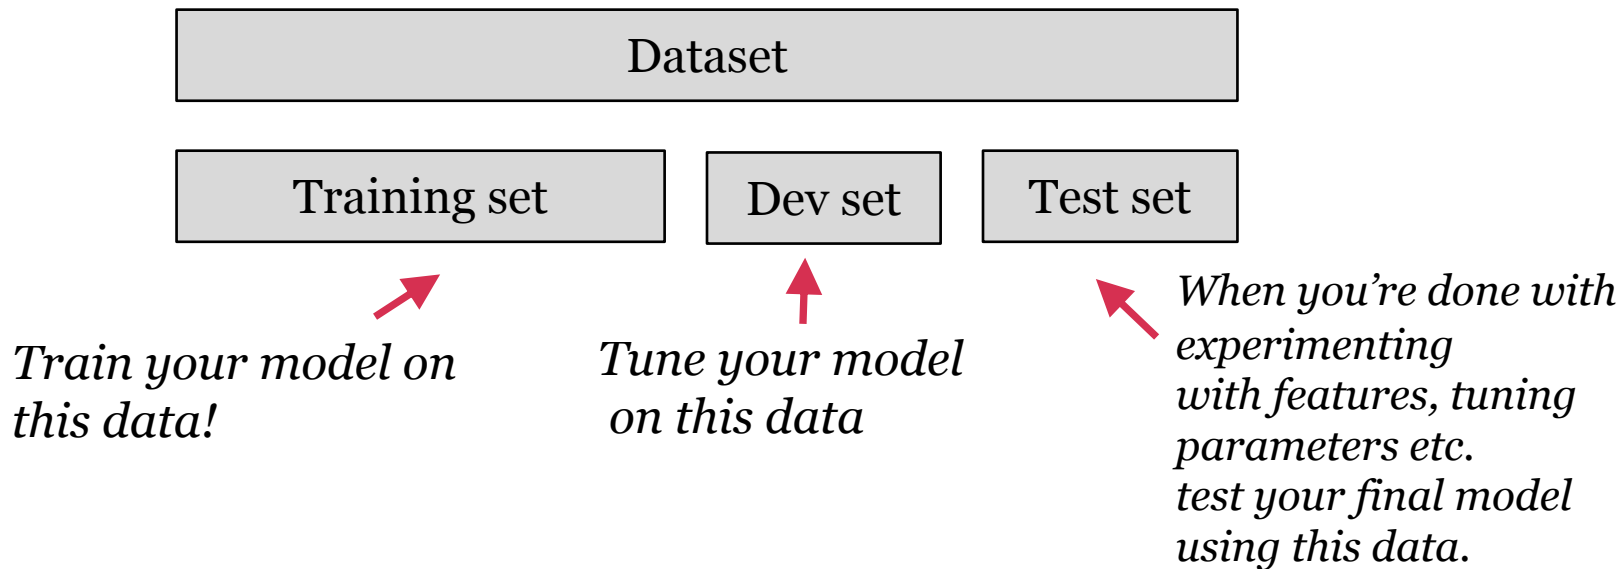 Dataset
Training set
Dev set
Test set
Train your model on
this data!
Tune your model
on this data
When you’re done with
experimenting
with features, tuning
parameters etc.
test your final model
using this data.